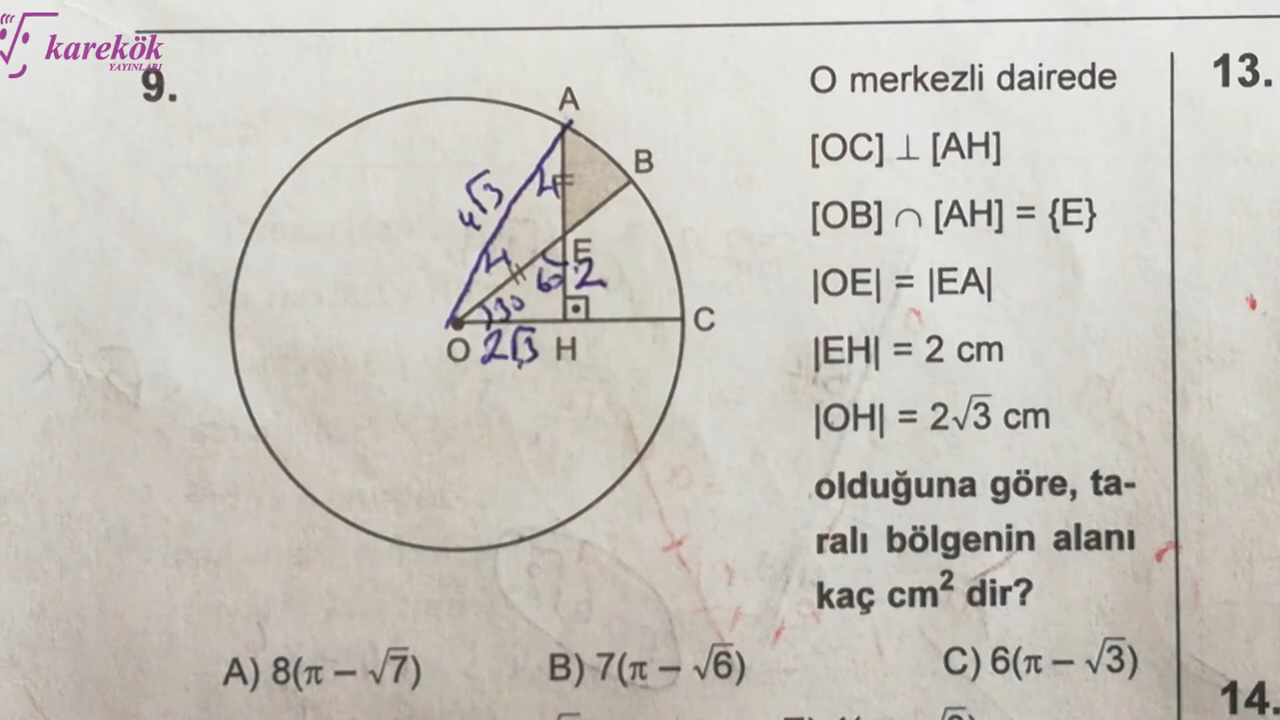 karekök
YAYINLARI
9.
A
B
E
C
O
H
4√3
60
2
30
2√3
O merkezli dairede
[OC] ⊥ [AH]
[OB] ∩ [AH] = {E}
|OE| = |EA|
|EH| = 2 cm
|OH| = 2√3 cm
olduğuna göre, ta-
ralı bölgenin alanı
kaç cm² dir?
A) 8(π – √7)
B) 7(π – √6)
C) 6(π – √3)
13.
14.